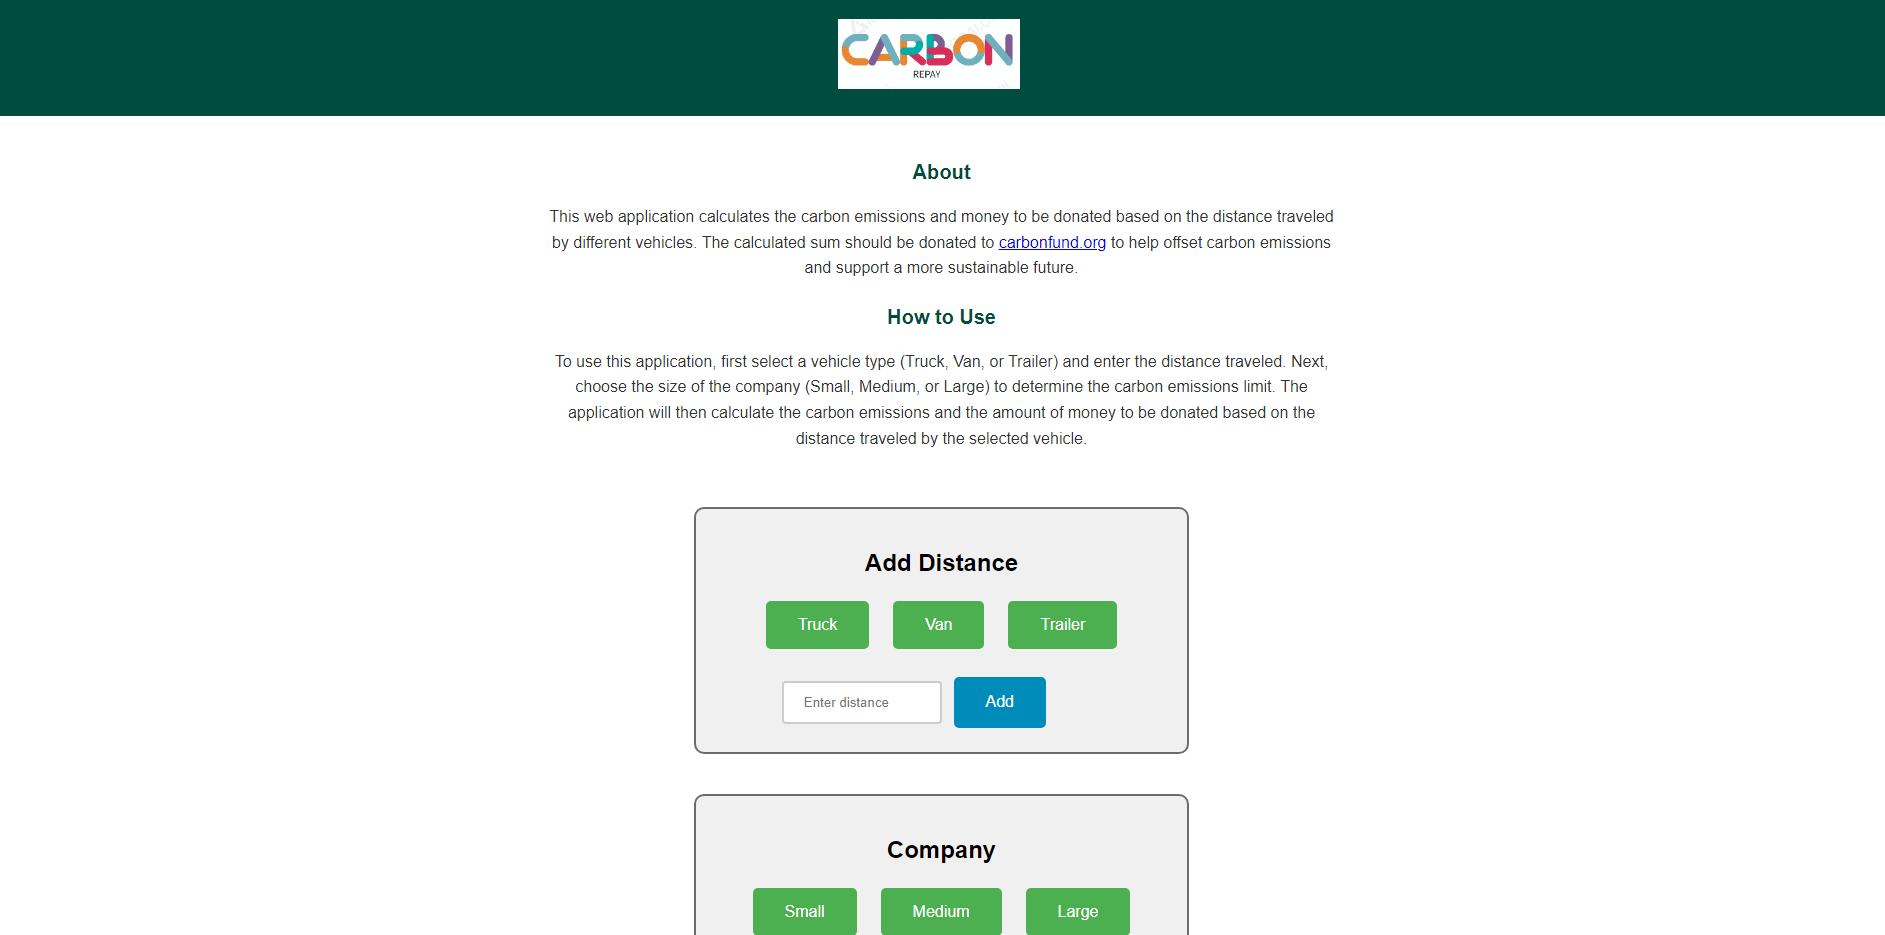 CARBON
REPAY
About
This web application calculates the carbon emissions and money to be donated based on the distance traveled
by different vehicles. The calculated sum should be donated to carbonfund.org to help offset carbon emissions
and support a more sustainable future.
How to Use
To use this application, first select a vehicle type (Truck, Van, or Trailer) and enter the distance traveled. Next,
choose the size of the company (Small, Medium, or Large) to determine the carbon emissions limit. The
application will then calculate the carbon emissions and the amount of money to be donated based on the
distance traveled by the selected vehicle.
Add Distance
Truck Van Trailer
Enter distance Add
Company
Small Medium Large